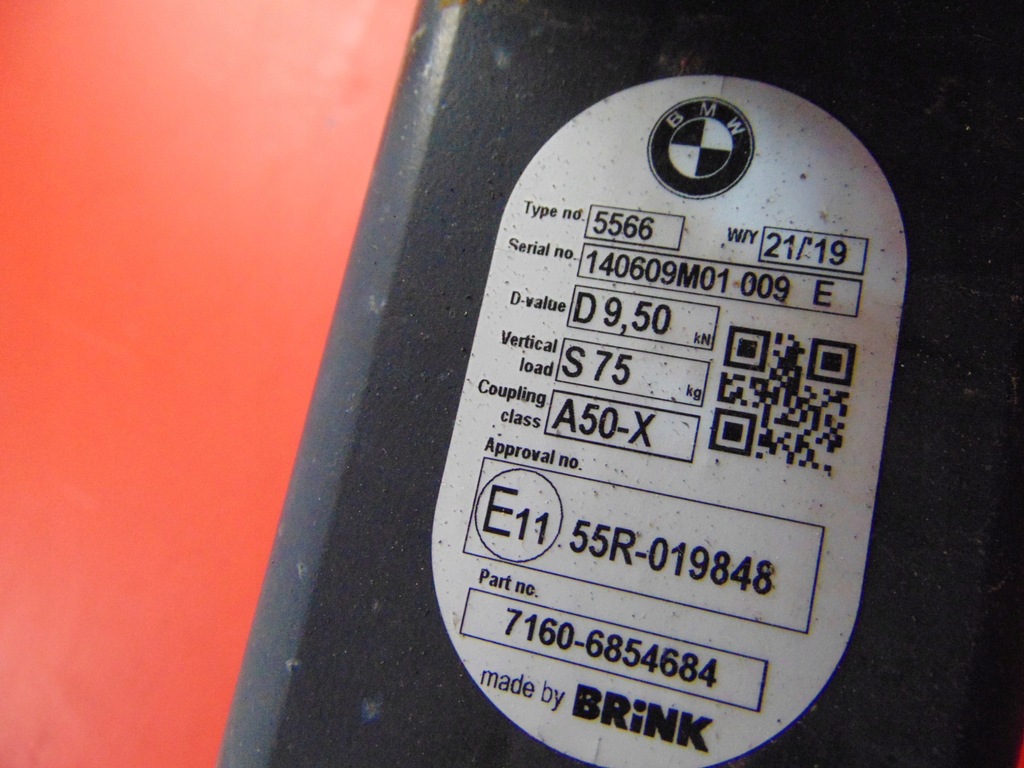 BMW
Type no. 5566 W/Y 21/'19
Serial no. 140609M01 009 E
D-value D 9,50 kN
Vertical load S 75 kg
Coupling class A50-X
Approval no.
E11 55R-019848
Part no.
7160-6854684
made by BRiNK